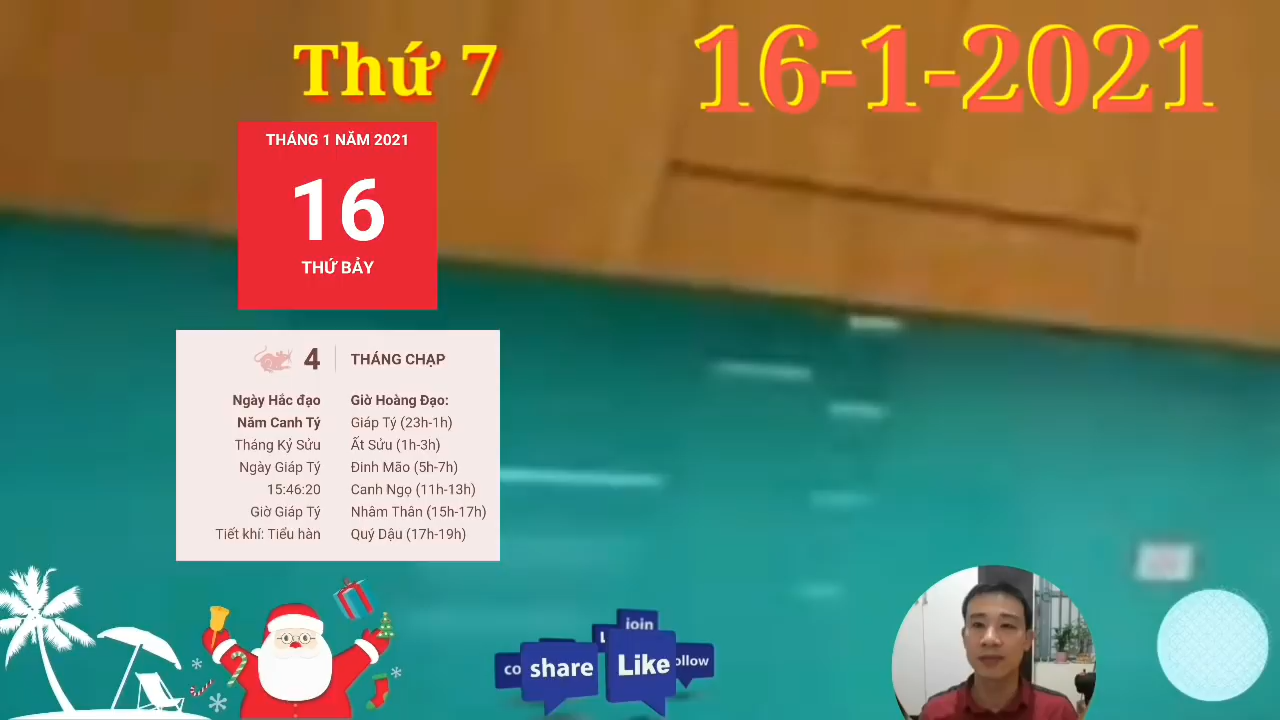 Thứ 7
16-1-2021
THÁNG 1 NĂM 2021
16
THỨ BẢY
4
THÁNG CHẠP
Ngày Hắc đạo
Năm Canh Tý
Tháng Kỷ Sửu
Ngày Giáp Tý
15:46:20
Giờ Giáp Tý
Tiết khí: Tiểu hàn
Giờ Hoàng Đạo:
Giáp Tý (23h-1h)
Ất Sửu (1h-3h)
Đinh Mão (5h-7h)
Canh Ngọ (11h-13h)
Nhâm Thân (15h-17h)
Quý Dậu (17h-19h)
join
share
Like
ollow
co
L